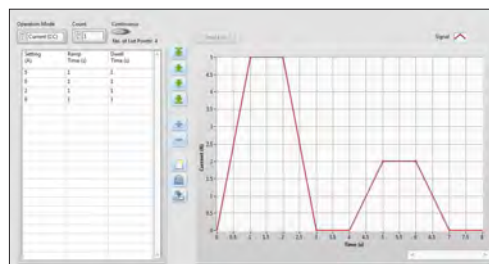 Operation Mode
Count
Continuous
Current (CC)
1
No. of List Points: 4
Signal
Setting (A)
Ramp Time (s)
Dwell Time (s)
5 1 1
0 1 1
2 1 1
0 1 1
Current (A)
5
4.5
4
3.5
3
2.5
2
1.5
1
0.5
0
0 0.5 1 1.5 2 2.5 3 3.5 4 4.5 5 5.5 6 6.5 7 7.5 8
Time (s)